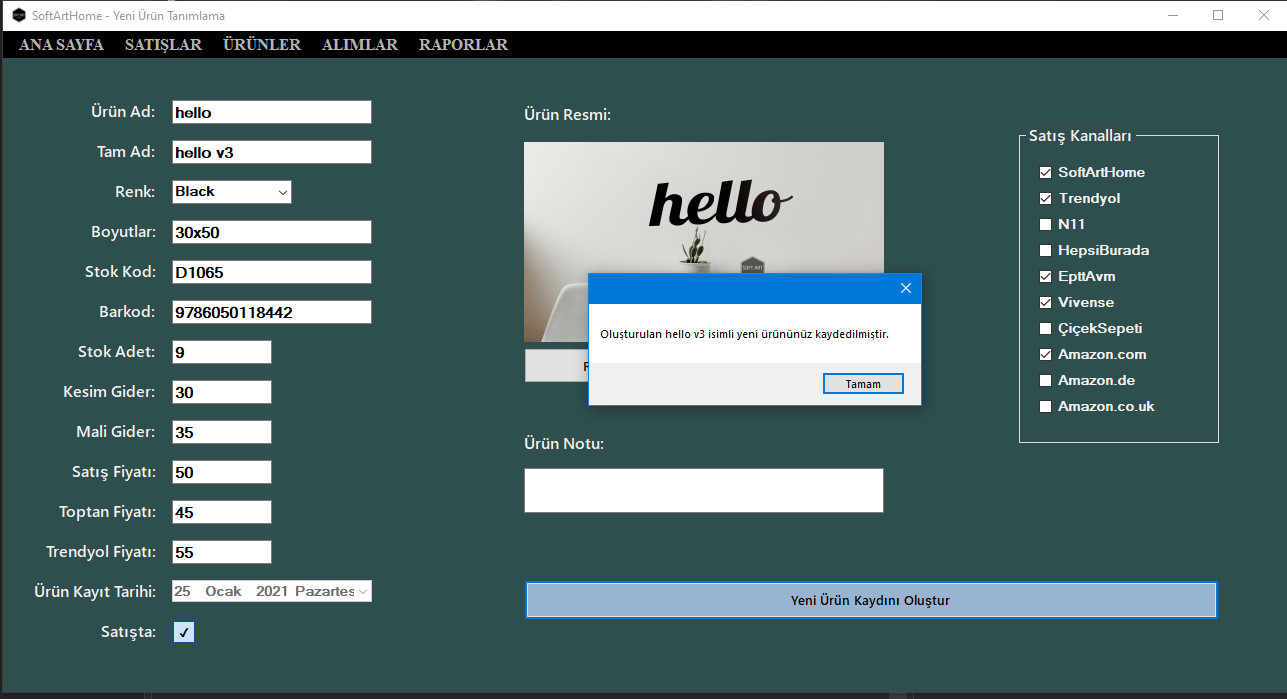 SoftArtHome - Yeni Ürün Tanımlama
ANA SAYFA SATIŞLAR ÜRÜNLER ALIMLAR RAPORLAR
Ürün Ad: hello
Tam Ad: hello v3
Renk: Black
Boyutlar: 30x50
Stok Kod: D1065
Barkod: 9786050118442
Stok Adet: 9
Kesim Gider: 30
Mali Gider: 35
Satış Fiyatı: 50
Toptan Fiyatı: 45
Trendyol Fiyatı: 55
Ürün Kayıt Tarihi: 25 Ocak 2021 Pazartes
Satışta:
Ürün Resmi:
hello
SOFT ART
Oluşturulan hello v3 isimli yeni ürününüz kaydedilmiştir.
Tamam
Ürün Notu:
Yeni Ürün Kaydını Oluştur
Satış Kanalları
SoftArtHome
Trendyol
N11
HepsiBurada
EpttAvm
Vivense
ÇiçekSepeti
Amazon.com
Amazon.de
Amazon.co.uk